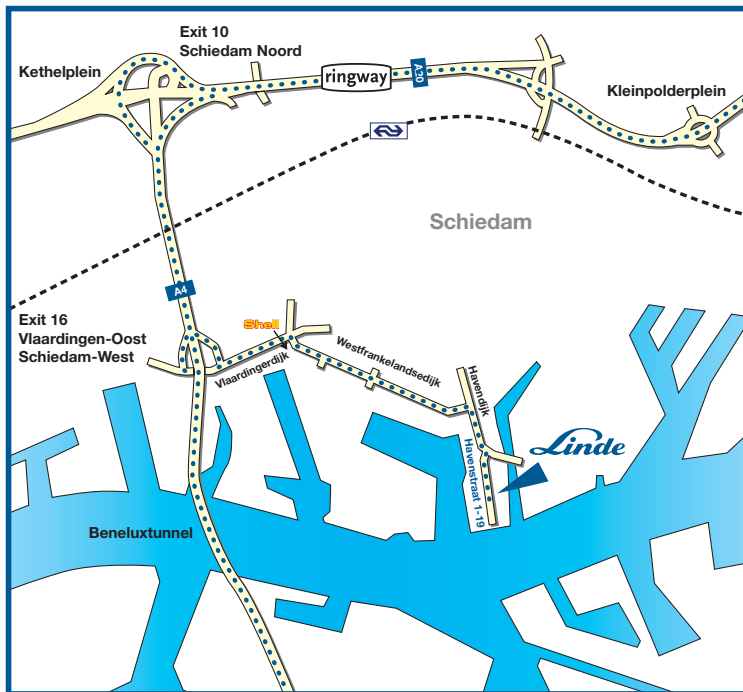 Exit 10
Schiedam Noord
Kethelplein
ringway
A20
Kleinpolderplein
Schiedam
A4
Exit 16
Vlaardingen-Oost
Schiedam-West
Shell
Vlaardingerdijk
Westfrankelandsedijk
Havendijk
Linde
Havenstraat 1-19
Beneluxtunnel